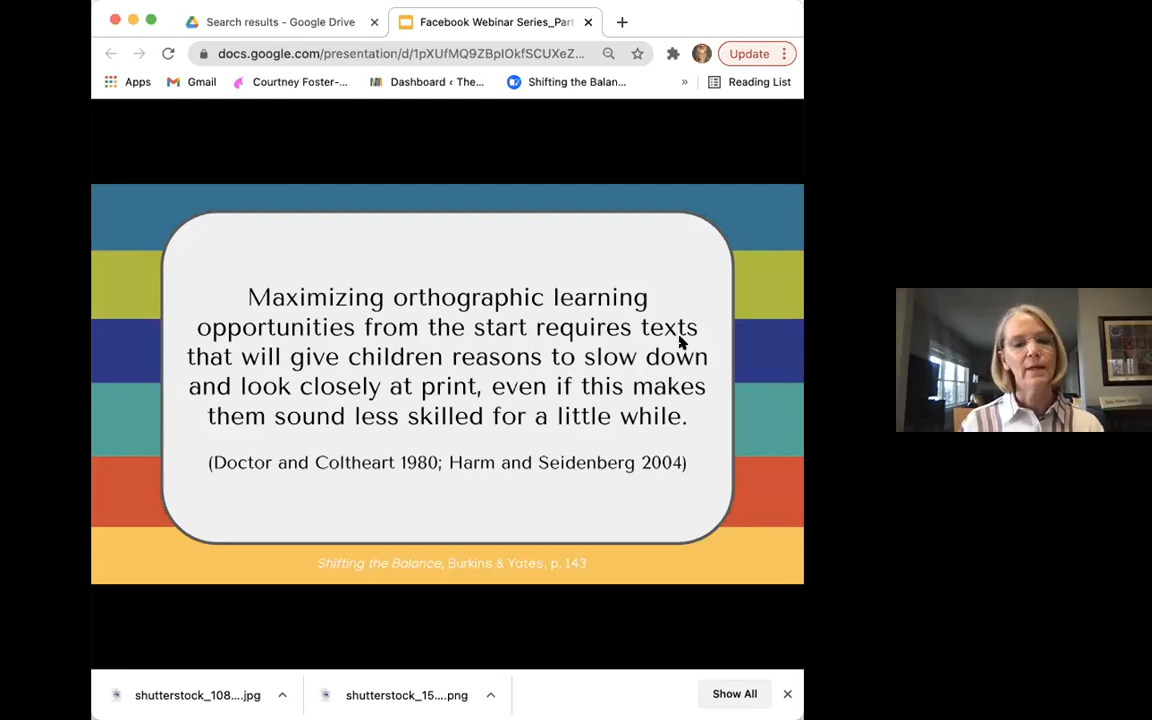 Search results - Google Drive
Facebook Webinar Series_Par
docs.google.com/presentation/d/1pXUfMQ9ZBpIOkfSCUXeZ...
Update
Apps
Gmail
Courtney Foster-...
Dashboard ‹ The...
Shifting the Balan...
»
Reading List
Maximizing orthographic learning
opportunities from the start requires texts
that will give children reasons to slow down
and look closely at print, even if this makes
them sound less skilled for a little while.
(Doctor and Coltheart 1980; Harm and Seidenberg 2004)
Shifting the Balance, Burkins & Yates, p. 143
shutterstock_108....jpg
shutterstock_15....png
Show All